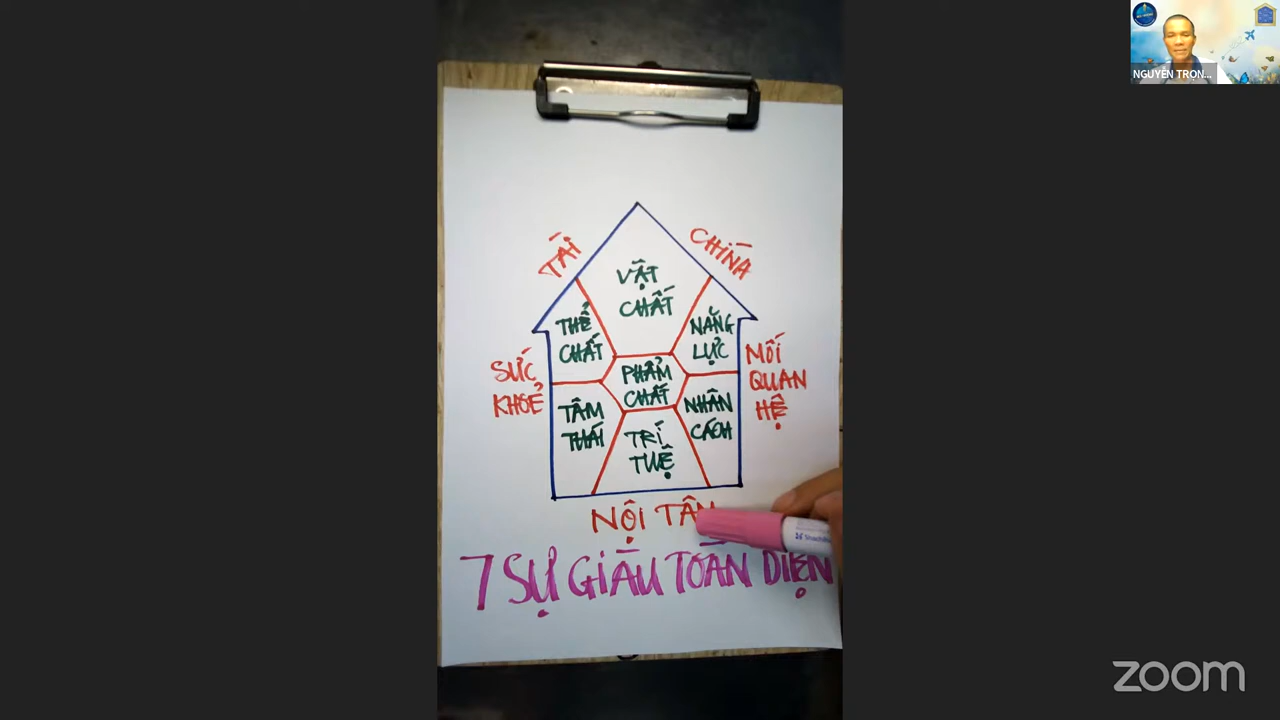 NGUYỄN TRỌN...
TÀI
CHÍNH
VẬT
CHẤT
THỂ
CHẤT
NĂNG
LỰC
SỨC
KHOẺ
MỐI
QUAN
HỆ
PHẨM
CHẤT
TÂM
THÁI
NHÂN
CÁCH
TRÍ
TUỆ
NỘI TÂM
7 SỰ GIÀU TOÀN DIỆN
zoom